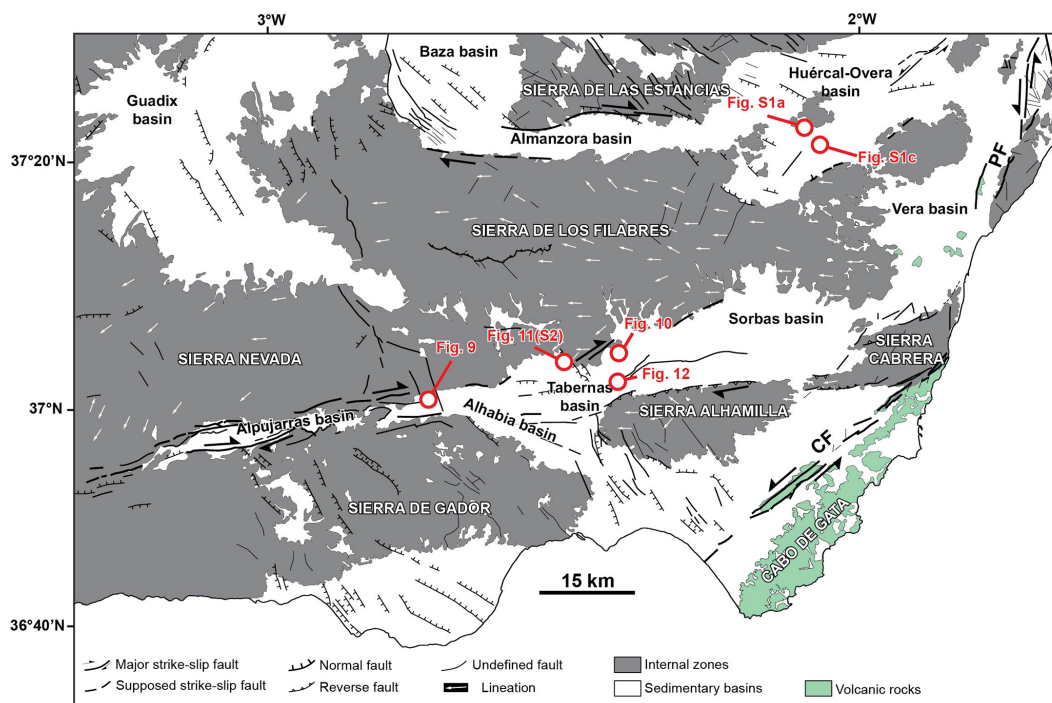 3°W
2°W
Baza basin
Huércal-Overa
basin
Guadix
basin
SIERRA DE LAS ESTANCIAS
Fig. S1a
Almanzora basin
37°20'N
Fig. S1c
PF
Vera basin
SIERRA DE LOS FILABRES
Sorbas basin
Fig. 10
Fig. 11(S2)
SIERRA NEVADA
Fig. 9
SIERRA
CABRERA
Fig. 12
Tabernas
basin
37°N
Alpujarras basin
Alhabia basin
SIERRA ALHAMILLA
CF
SIERRA DE GADOR
CABO DE GATA
15 km
36°40'N
Major strike-slip fault
Normal fault
Undefined fault
Internal zones
Supposed strike-slip fault
Reverse fault
Lineation
Sedimentary basins
Volcanic rocks